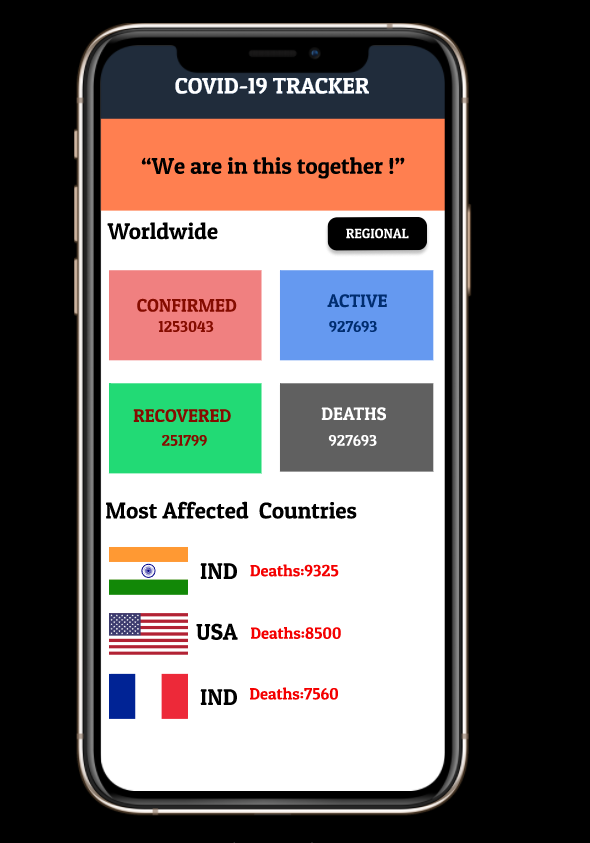 COVID-19 TRACKER
“We are in this together !”
Worldwide
REGIONAL
CONFIRMED
1253043
ACTIVE
927693
RECOVERED
251799
DEATHS
927693
Most Affected Countries
IND Deaths:9325
USA Deaths:8500
IND Deaths:7560